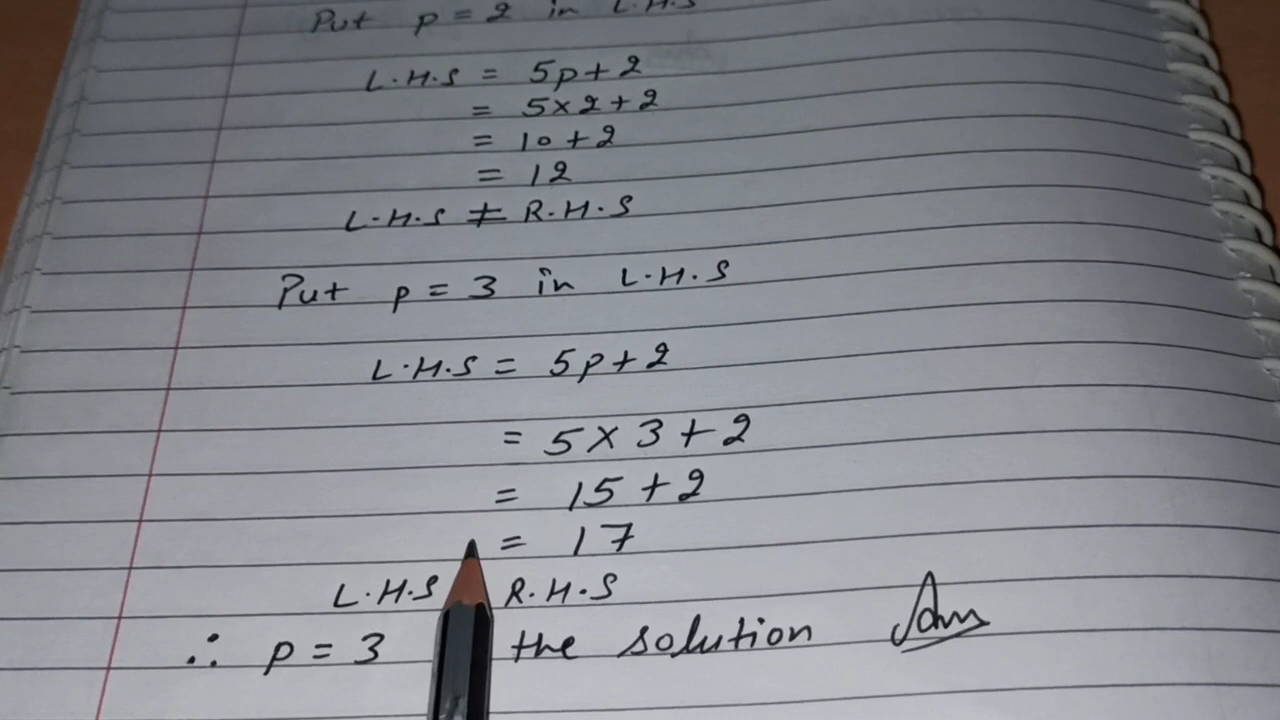 Put p = 2 in L.H.S
L.H.S = 5p+2
= 5×2+2
= 10+2
= 12
L.H.S ≠ R.H.S
Put p = 3 in L.H.S
L.H.S = 5p+2
= 5×3+2
= 15+2
= 17
L.H.S R.H.S
∴ p = 3 the solution Ans